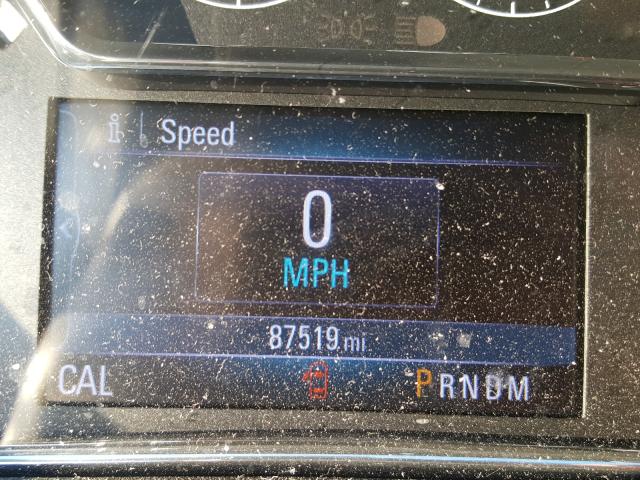 Speed
0
MPH
87519 mi
CAL PRNDM